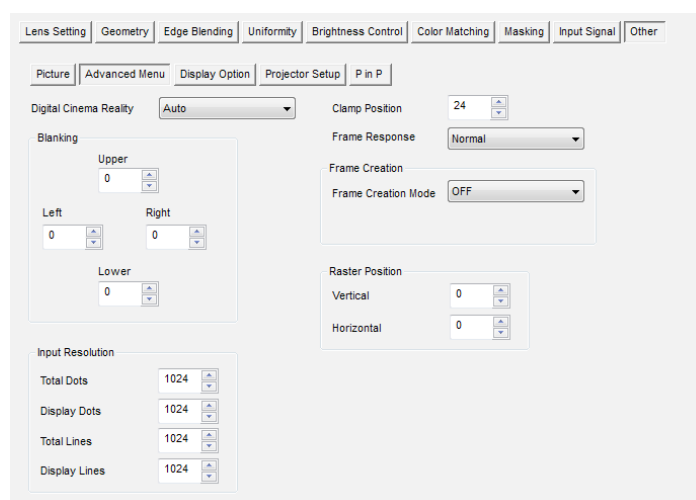 Lens Setting Geometry Edge Blending Uniformity Brightness Control Color Matching Masking Input Signal Other
Picture Advanced Menu Display Option Projector Setup P in P
Digital Cinema Reality Auto
Blanking
Upper
0
Left Right
0 0
Lower
0
Input Resolution
Total Dots 1024
Display Dots 1024
Total Lines 1024
Display Lines 1024
Clamp Position 24
Frame Response Normal
Frame Creation
Frame Creation Mode OFF
Raster Position
Vertical 0
Horizontal 0